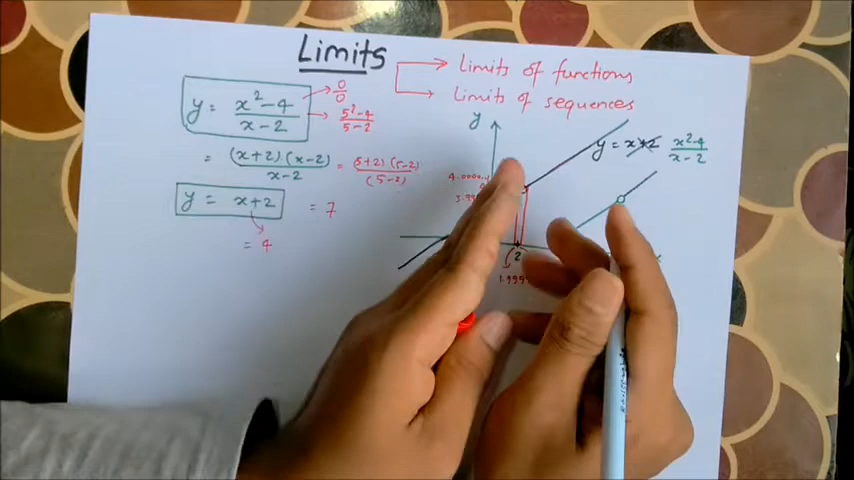 Limits
Limits of functions
Limits of sequences
y = x²-4 / x-2
0/0
5²-4 / 5-2
= (x+2)(x-2) / x-2 = (5+2)(5-2) / (5-2)
y = x+2 = 7
= 4
y
y = x+2 x²-4 / x-2
2